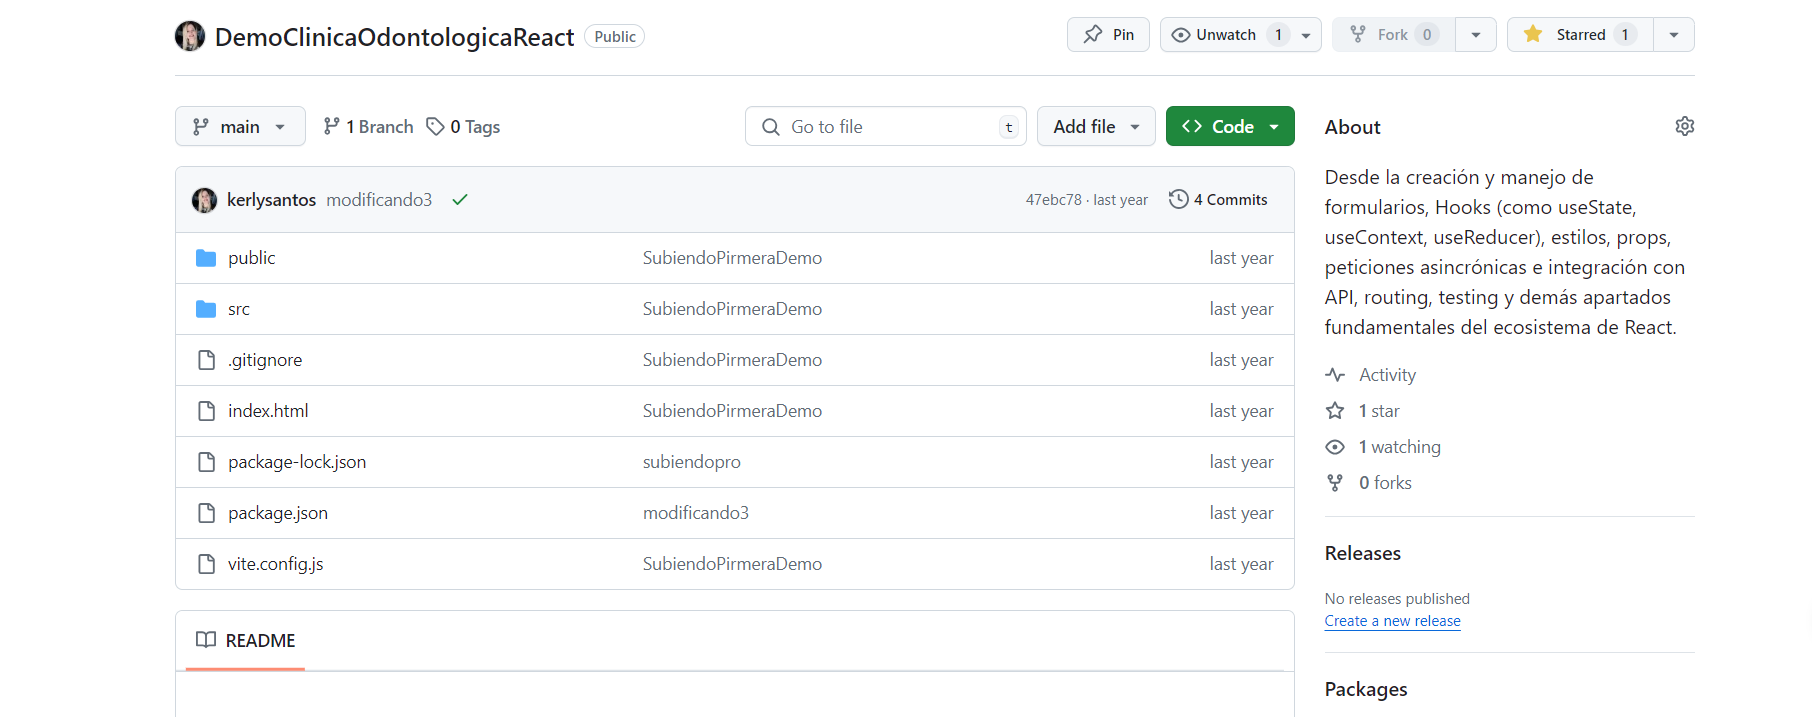 DemoClinicaOdontologicaReact Public Pin Unwatch 1 Fork 0 Starred 1
main 1 Branch 0 Tags Go to file t Add file Code
kerlysantos modificando3 47ebc78 · last year 4 Commits
public SubiendoPirmeraDemo last year
src SubiendoPirmeraDemo last year
.gitignore SubiendoPirmeraDemo last year
index.html SubiendoPirmeraDemo last year
package-lock.json subiendopro last year
package.json modificando3 last year
vite.config.js SubiendoPirmeraDemo last year
README
About
Desde la creación y manejo de
formularios, Hooks (como useState,
useContext, useReducer), estilos, props,
peticiones asincrónicas e integración con
API, routing, testing y demás apartados
fundamentales del ecosistema de React.
Activity
1 star
1 watching
0 forks
Releases
No releases published
Create a new release
Packages